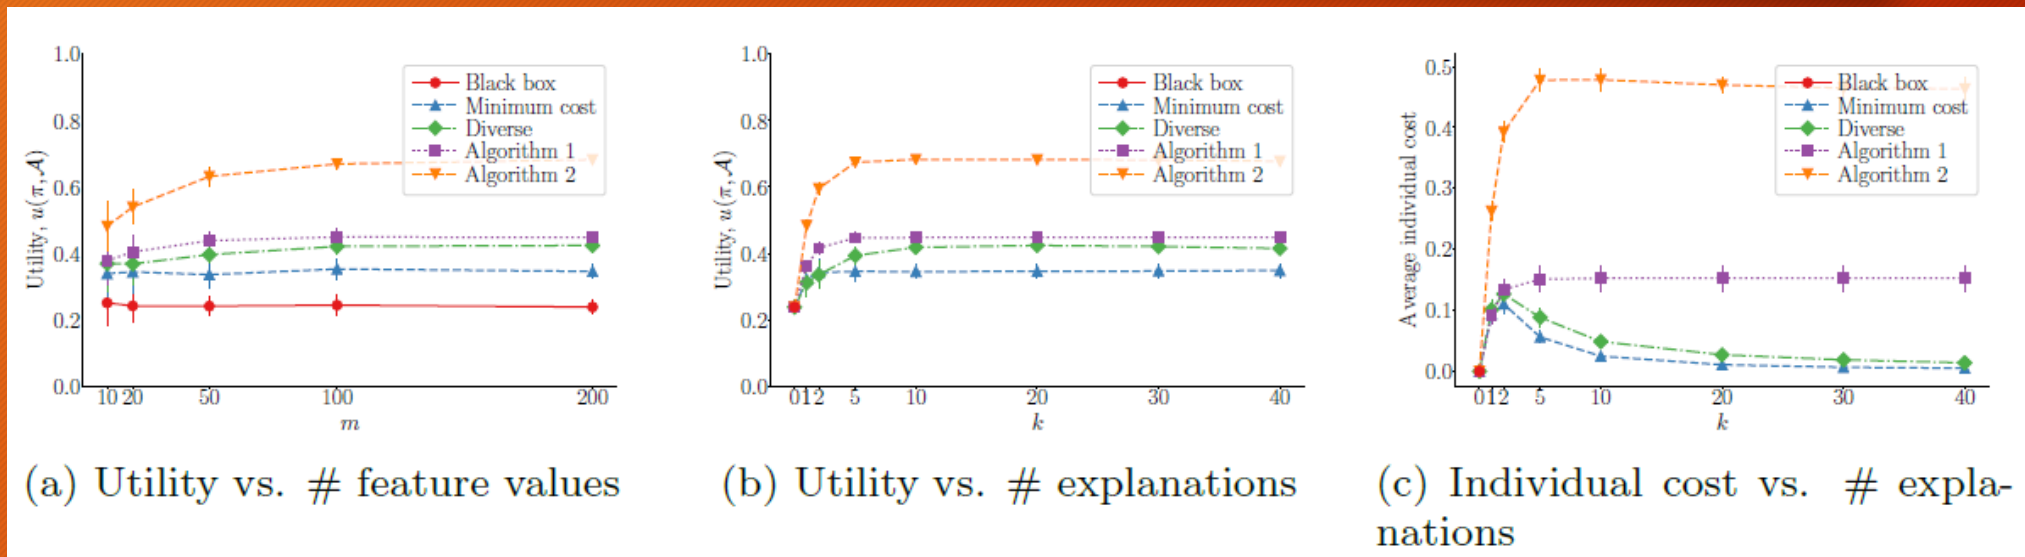 1.0
0.8
0.6
0.4
0.2
0.0
Utility, u(π, 𝒜)
10 20 50 100 200
m
Black box
Minimum cost
Diverse
Algorithm 1
Algorithm 2
(a) Utility vs. # feature values
1.0
0.8
0.6
0.4
0.2
0.0
Utility, u(π, 𝒜)
0 1 2 5 10 20 30 40
k
Black box
Minimum cost
Diverse
Algorithm 1
Algorithm 2
(b) Utility vs. # explanations
0.5
0.4
0.3
0.2
0.1
0.0
Average individual cost
0 1 2 5 10 20 30 40
k
Black box
Minimum cost
Diverse
Algorithm 1
Algorithm 2
(c) Individual cost vs. # expla-
nations